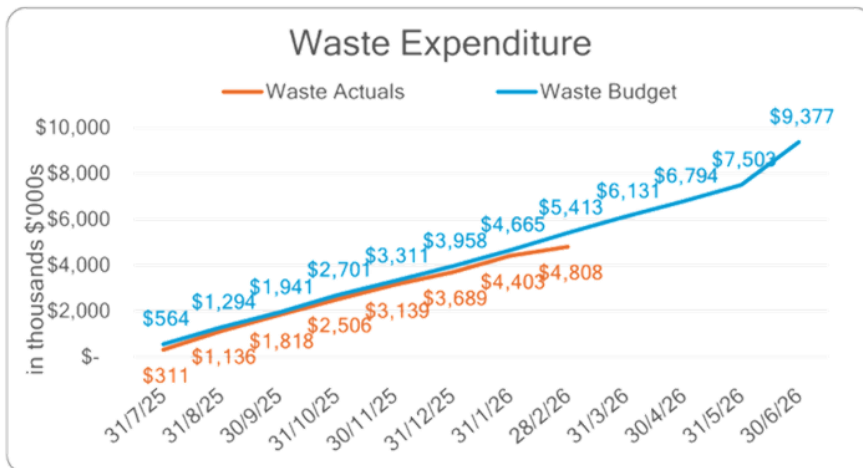 Waste Expenditure
Waste Actuals Waste Budget
in thousands $'000s
$10,000
$8,000
$6,000
$4,000
$2,000
$-
$564 $1,294 $1,941 $2,701 $3,311 $3,958 $4,665 $5,413 $6,131 $6,794 $7,503 $9,377
$311 $1,136 $1,818 $2,506 $3,139 $3,689 $4,403 $4,808
31/7/25 31/8/25 30/9/25 31/10/25 30/11/25 31/12/25 31/1/26 28/2/26 31/3/26 30/4/26 31/5/26 30/6/26